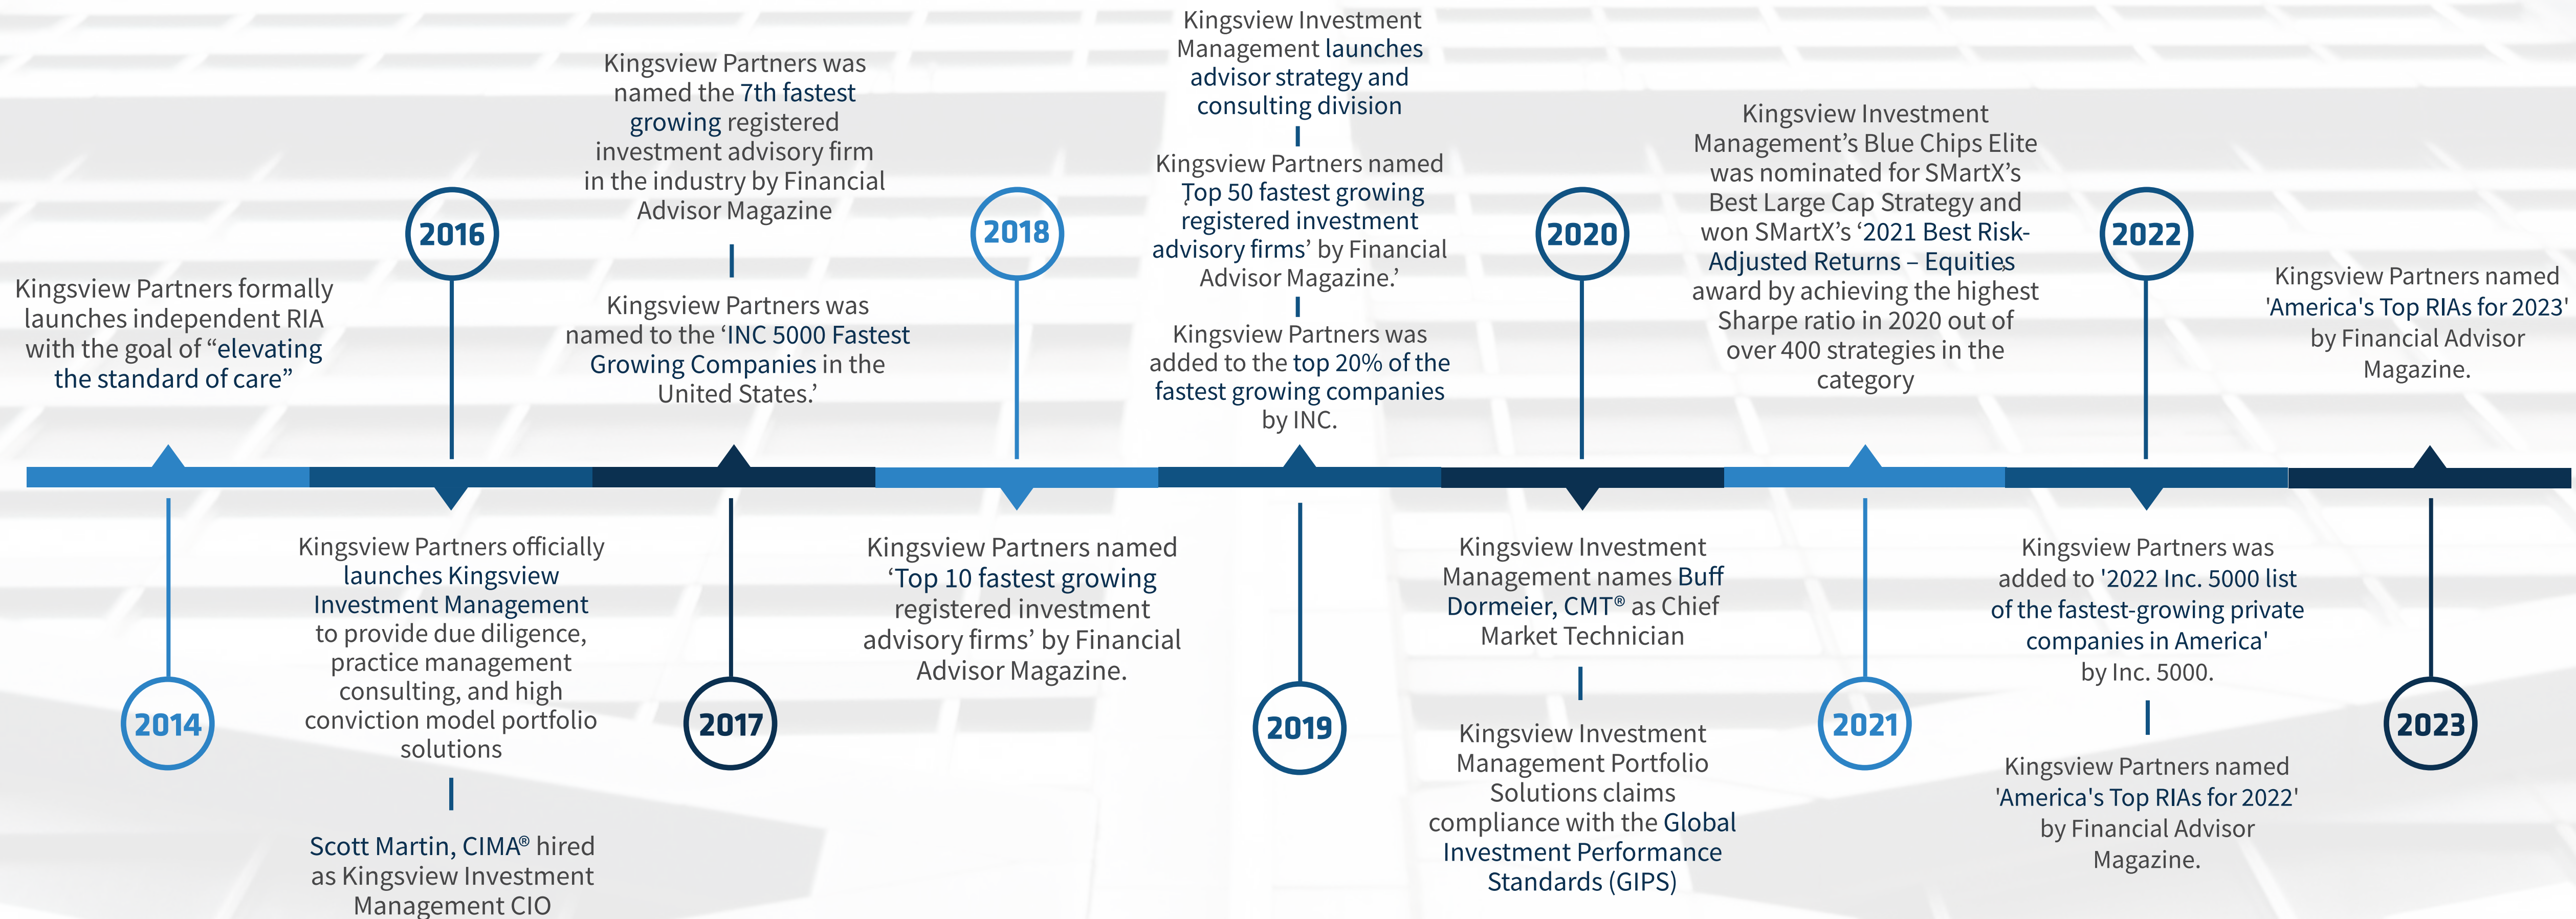 Kingsview Partners formally
launches independent RIA
with the goal of “elevating
the standard of care”
2014
2016
Kingsview Partners officially
launches Kingsview
Investment Management
to provide due diligence,
practice management
consulting, and high
conviction model portfolio
solutions
Scott Martin, CIMA® hired
as Kingsview Investment
Management CIO
Kingsview Partners was
named the 7th fastest
growing registered
investment advisory firm
in the industry by Financial
Advisor Magazine
Kingsview Partners was
named to the ‘INC 5000 Fastest
Growing Companies in the
United States.’
2017
2018
Kingsview Partners named
‘Top 10 fastest growing
registered investment
advisory firms’ by Financial
Advisor Magazine.
Kingsview Investment
Management launches
advisor strategy and
consulting division
Kingsview Partners named
Top 50 fastest growing
registered investment
advisory firms’ by Financial
Advisor Magazine.’
Kingsview Partners was
added to the top 20% of the
fastest growing companies
by INC.
2019
2020
Kingsview Investment
Management names Buff
Dormeier, CMT® as Chief
Market Technician
Kingsview Investment
Management Portfolio
Solutions claims
compliance with the Global
Investment Performance
Standards (GIPS)
Kingsview Investment
Management’s Blue Chips Elite
was nominated for SMartX’s
Best Large Cap Strategy and
won SMartX’s ‘2021 Best Risk-
Adjusted Returns – Equities
award by achieving the highest
Sharpe ratio in 2020 out of
over 400 strategies in the
category
2021
2022
Kingsview Partners was
added to '2022 Inc. 5000 list
of the fastest-growing private
companies in America'
by Inc. 5000.
Kingsview Partners named
'America's Top RIAs for 2022'
by Financial Advisor
Magazine.
Kingsview Partners named
'America's Top RIAs for 2023'
by Financial Advisor
Magazine.
2023